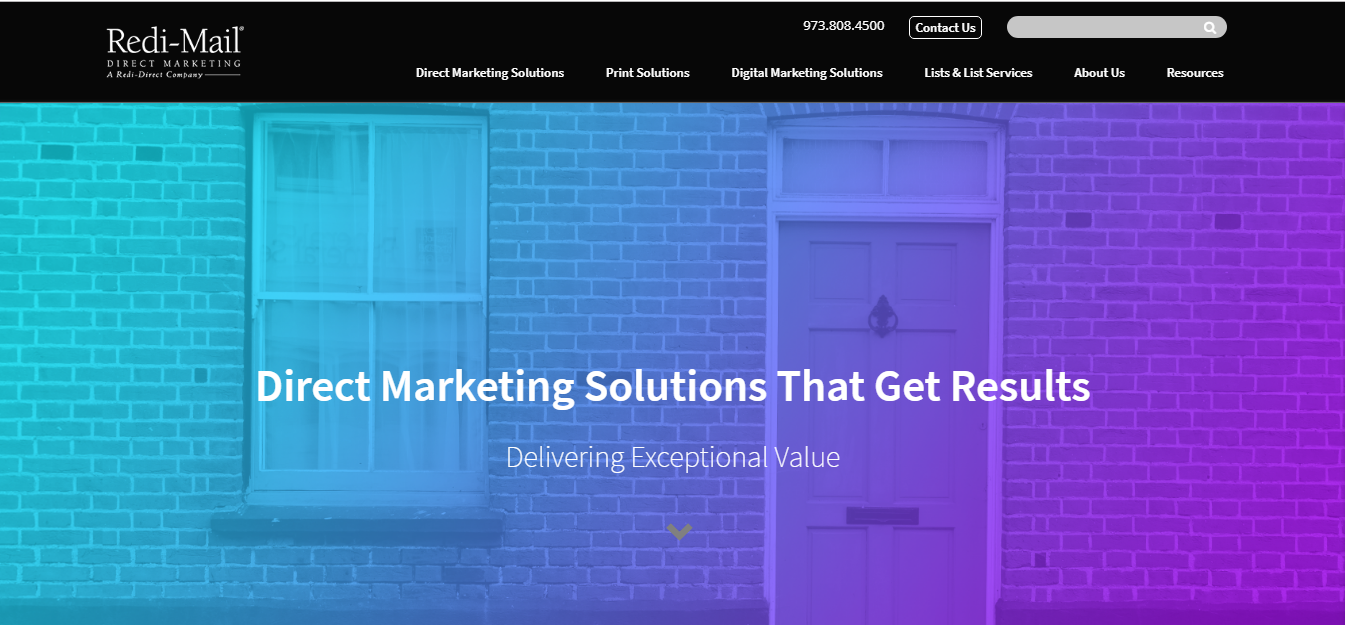 Redi-Mail®
DIRECT MARKETING
A Redi-Direct Company
973.808.4500
Contact Us
Direct Marketing Solutions
Print Solutions
Digital Marketing Solutions
Lists & List Services
About Us
Resources
Direct Marketing Solutions That Get Results
Delivering Exceptional Value